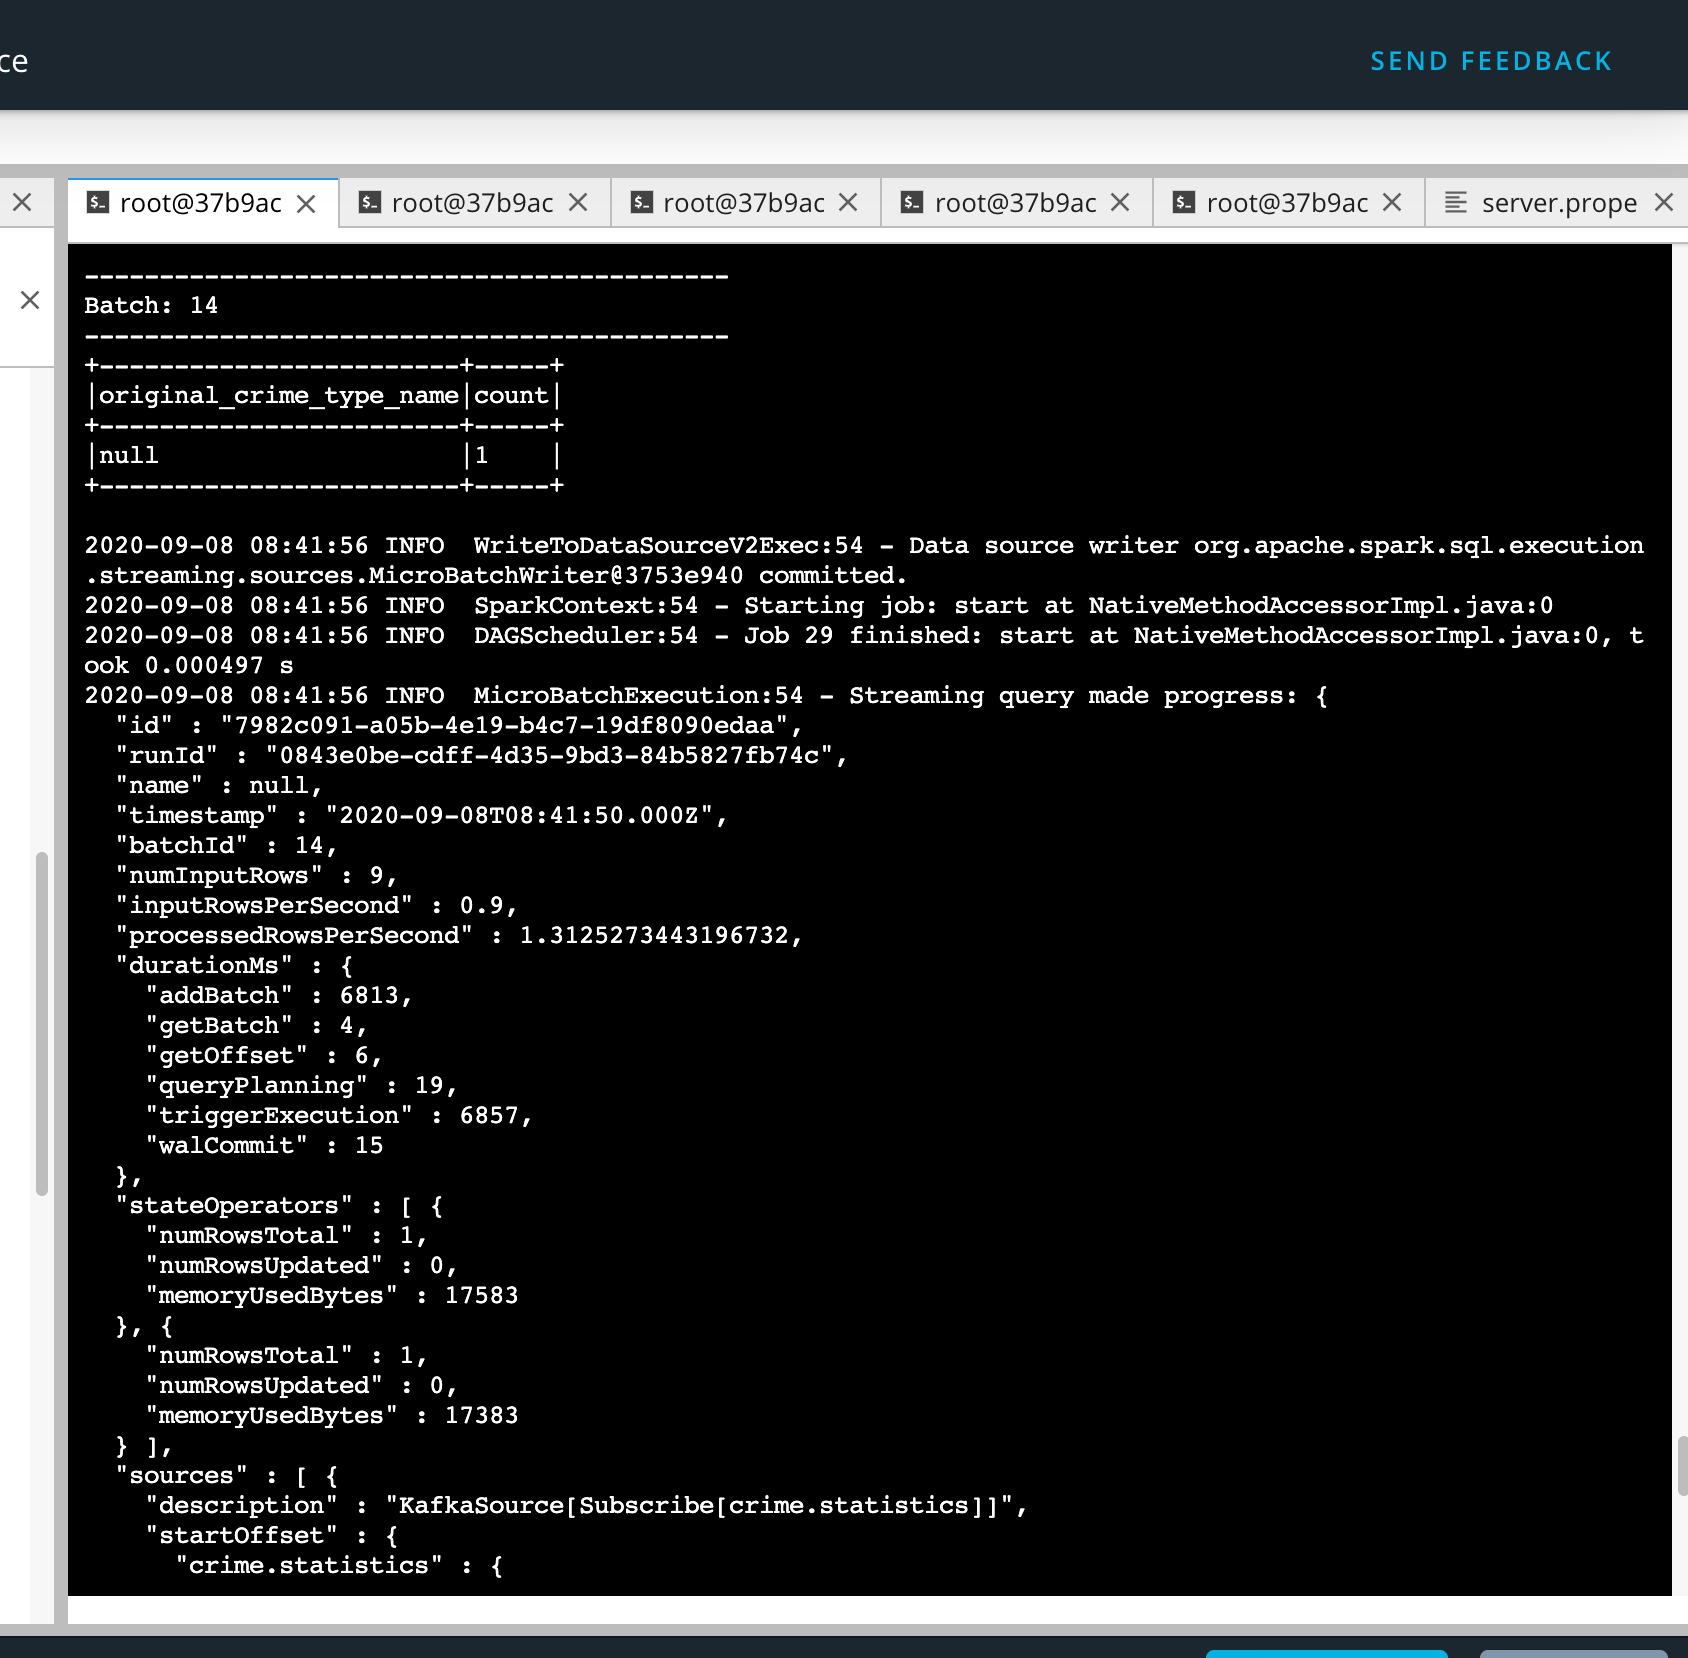 ce
SEND FEEDBACK
root@37b9ac root@37b9ac root@37b9ac root@37b9ac root@37b9ac server.prope
-------------------------------------------
Batch: 14
-------------------------------------------
+------------------------+-----+
|original_crime_type_name|count|
+------------------------+-----+
|null                    |1    |
+------------------------+-----+
2020-09-08 08:41:56 INFO  WriteToDataSourceV2Exec:54 - Data source writer org.apache.spark.sql.execution
.streaming.sources.MicroBatchWriter@3753e940 committed.
2020-09-08 08:41:56 INFO  SparkContext:54 - Starting job: start at NativeMethodAccessorImpl.java:0
2020-09-08 08:41:56 INFO  DAGScheduler:54 - Job 29 finished: start at NativeMethodAccessorImpl.java:0, t
ook 0.000497 s
2020-09-08 08:41:56 INFO  MicroBatchExecution:54 - Streaming query made progress: {
  "id" : "7982c091-a05b-4e19-b4c7-19df8090edaa",
  "runId" : "0843e0be-cdff-4d35-9bd3-84b5827fb74c",
  "name" : null,
  "timestamp" : "2020-09-08T08:41:50.000Z",
  "batchId" : 14,
  "numInputRows" : 9,
  "inputRowsPerSecond" : 0.9,
  "processedRowsPerSecond" : 1.3125273443196732,
  "durationMs" : {
    "addBatch" : 6813,
    "getBatch" : 4,
    "getOffset" : 6,
    "queryPlanning" : 19,
    "triggerExecution" : 6857,
    "walCommit" : 15
  },
  "stateOperators" : [ {
    "numRowsTotal" : 1,
    "numRowsUpdated" : 0,
    "memoryUsedBytes" : 17583
  }, {
    "numRowsTotal" : 1,
    "numRowsUpdated" : 0,
    "memoryUsedBytes" : 17383
  } ],
  "sources" : [ {
    "description" : "KafkaSource[Subscribe[crime.statistics]]",
    "startOffset" : {
      "crime.statistics" : {